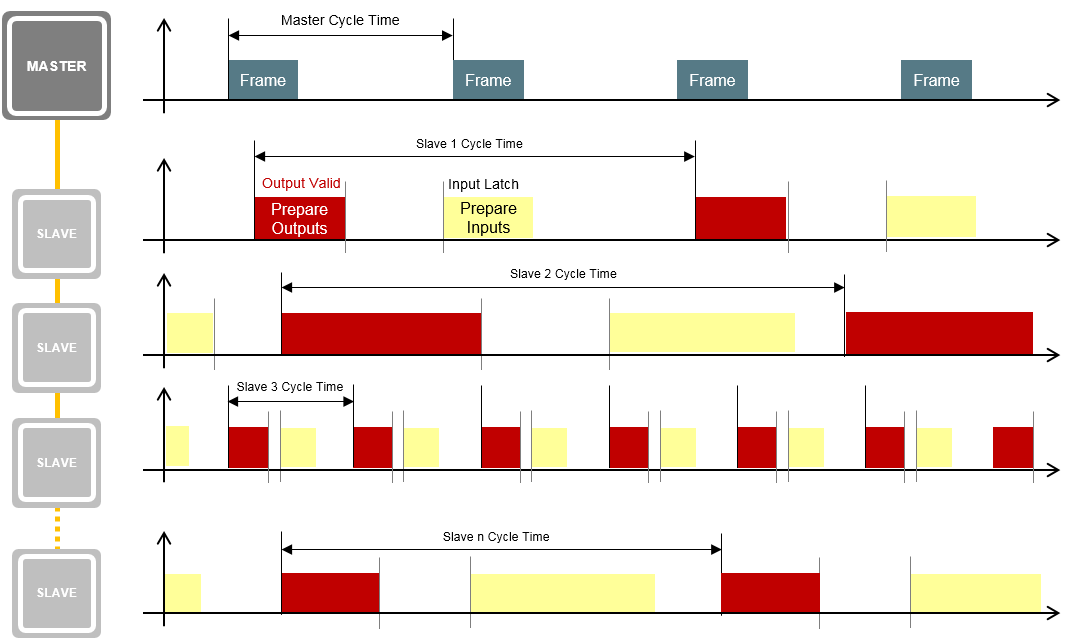 Master Cycle Time
MASTER
Frame
Frame
Frame
Frame
Slave 1 Cycle Time
Output Valid
Input Latch
Prepare
Outputs
Prepare
Inputs
SLAVE
Slave 2 Cycle Time
SLAVE
Slave 3 Cycle Time
SLAVE
Slave n Cycle Time
SLAVE